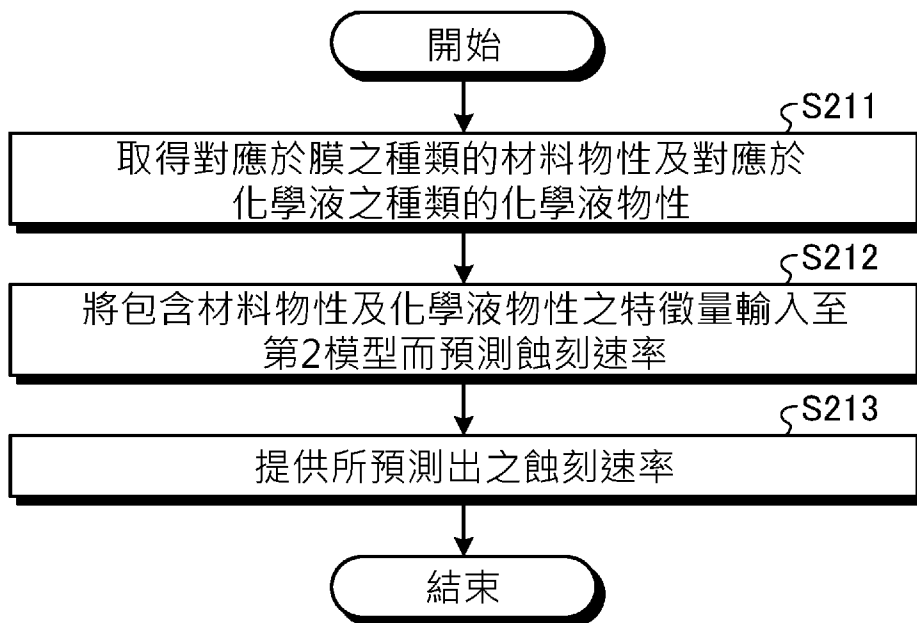 開始
S211
取得對應於膜之種類的材料物性及對應於
化學液之種類的化學液物性
S212
將包含材料物性及化學液物性之特徵量輸入至
第2模型而預測蝕刻速率
S213
提供所預測出之蝕刻速率
結束